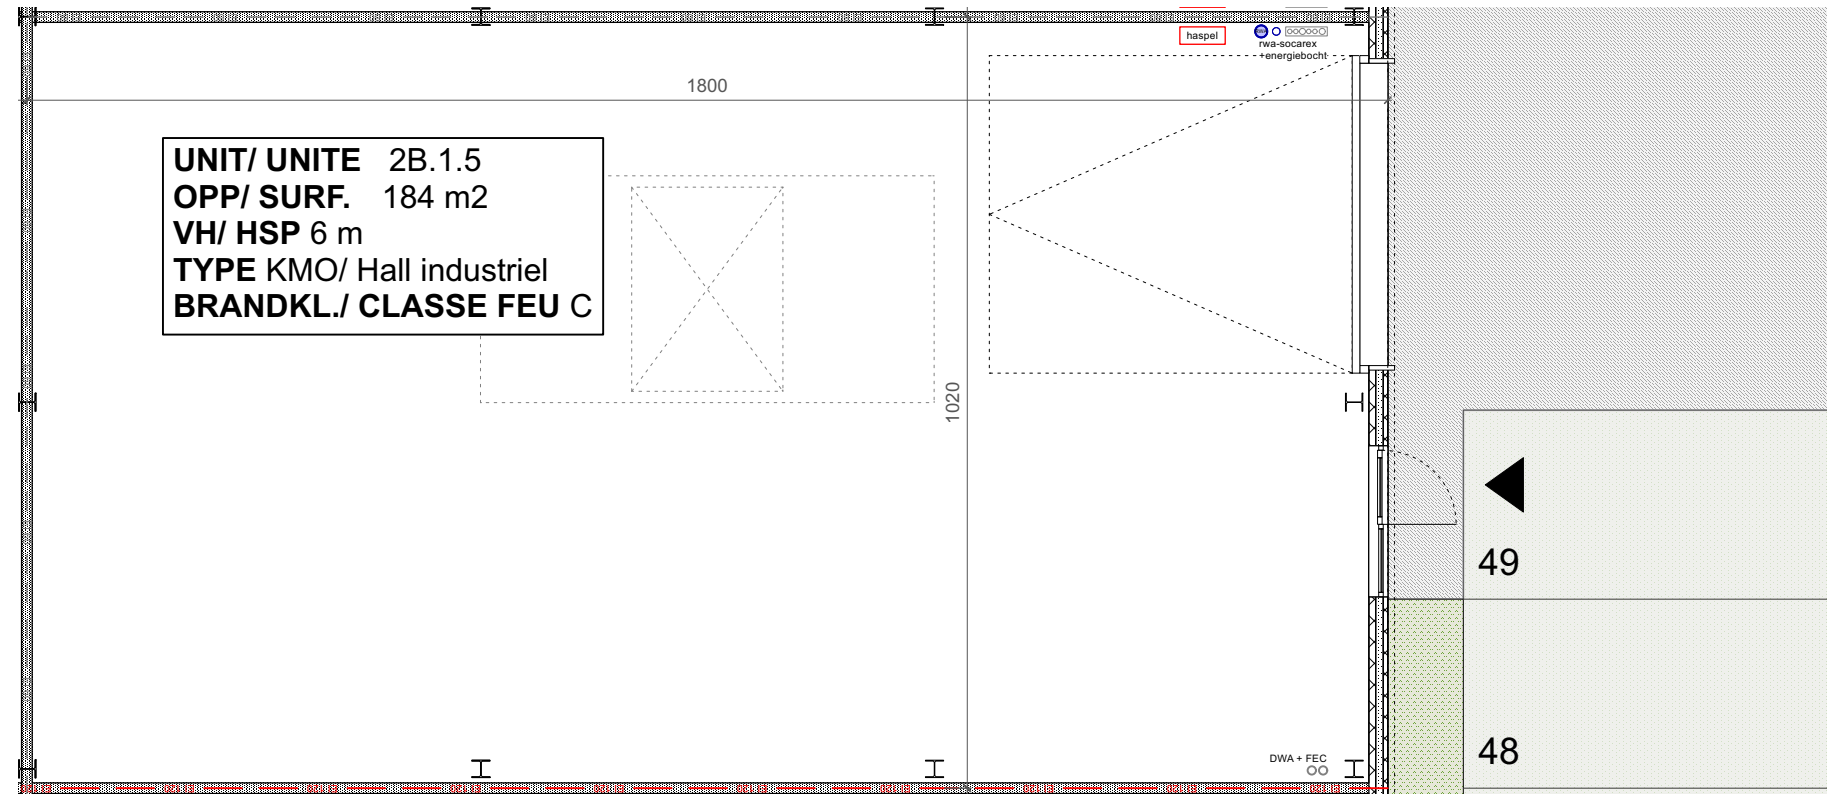 haspel
rwa-socarex
+energiebocht
1800
UNIT/ UNITE 2B.1.5
OPP/ SURF. 184 m2
VH/ HSP 6 m
TYPE KMO/ Hall industriel
BRANDKL./ CLASSE FEU C
1020
49
48
DWA + FEC